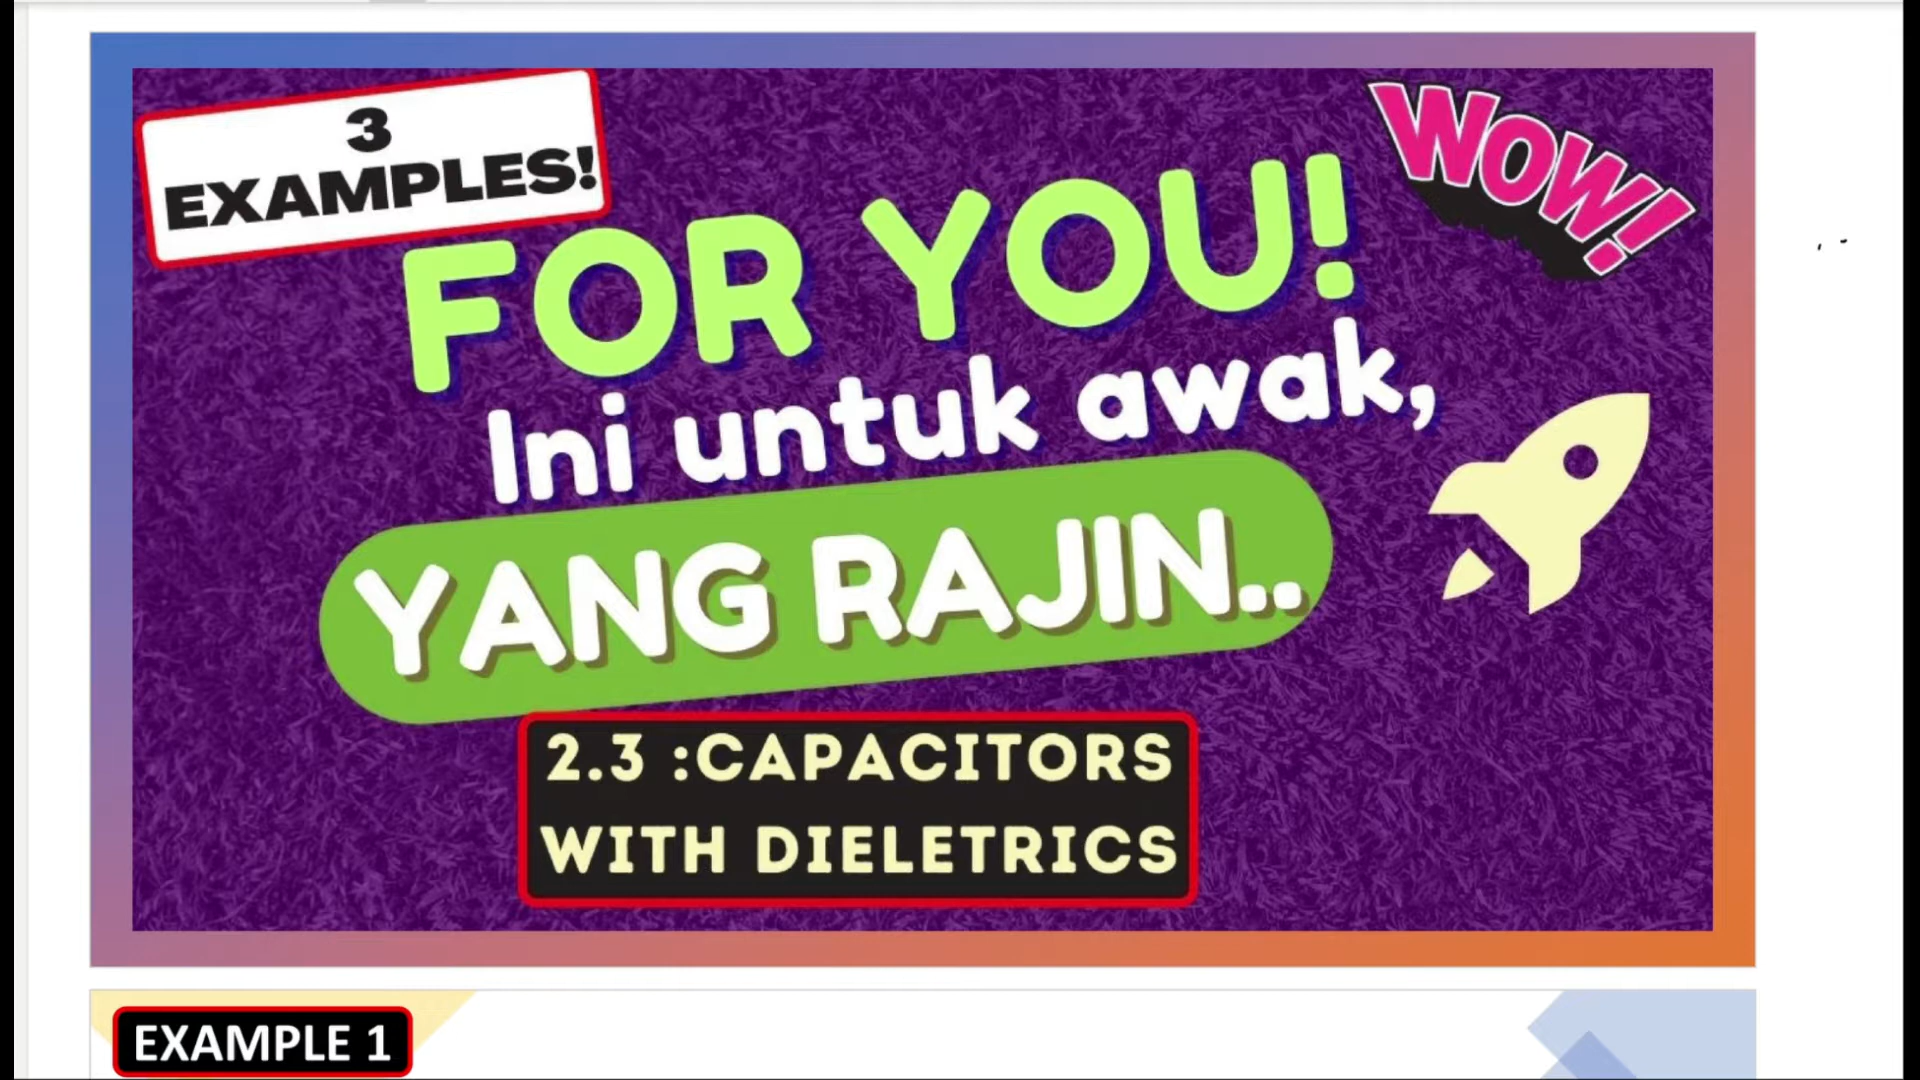 3
EXAMPLES!
WOW!
FOR YOU!
Ini untuk awak,
YANG RAJIN..
2.3 :CAPACITORS
WITH DIELETRICS
EXAMPLE 1